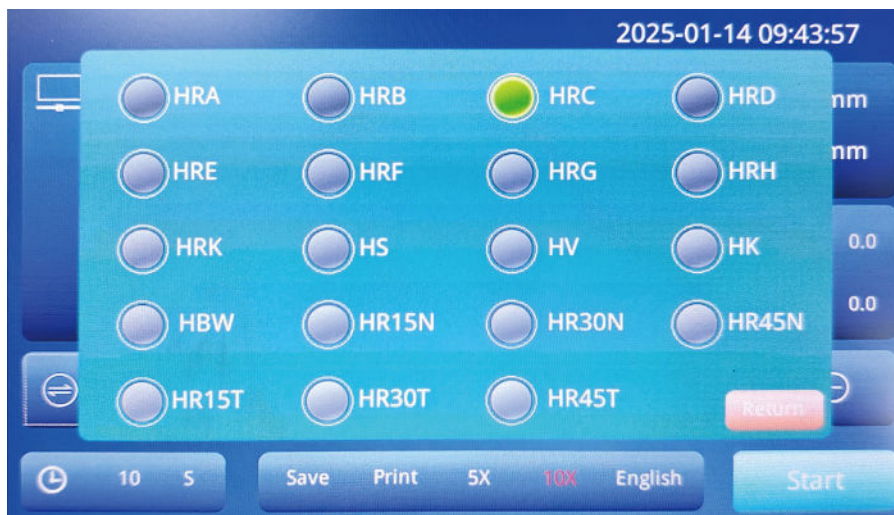 2025-01-14 09:43:57
HRA HRB HRC HRD mm
HRE HRF HRG HRH mm
HRK HS HV HK 0.0
HBW HR15N HR30N HR45N 0.0
HR15T HR30T HR45T Return
10 S Save Print 5X 10X English Start